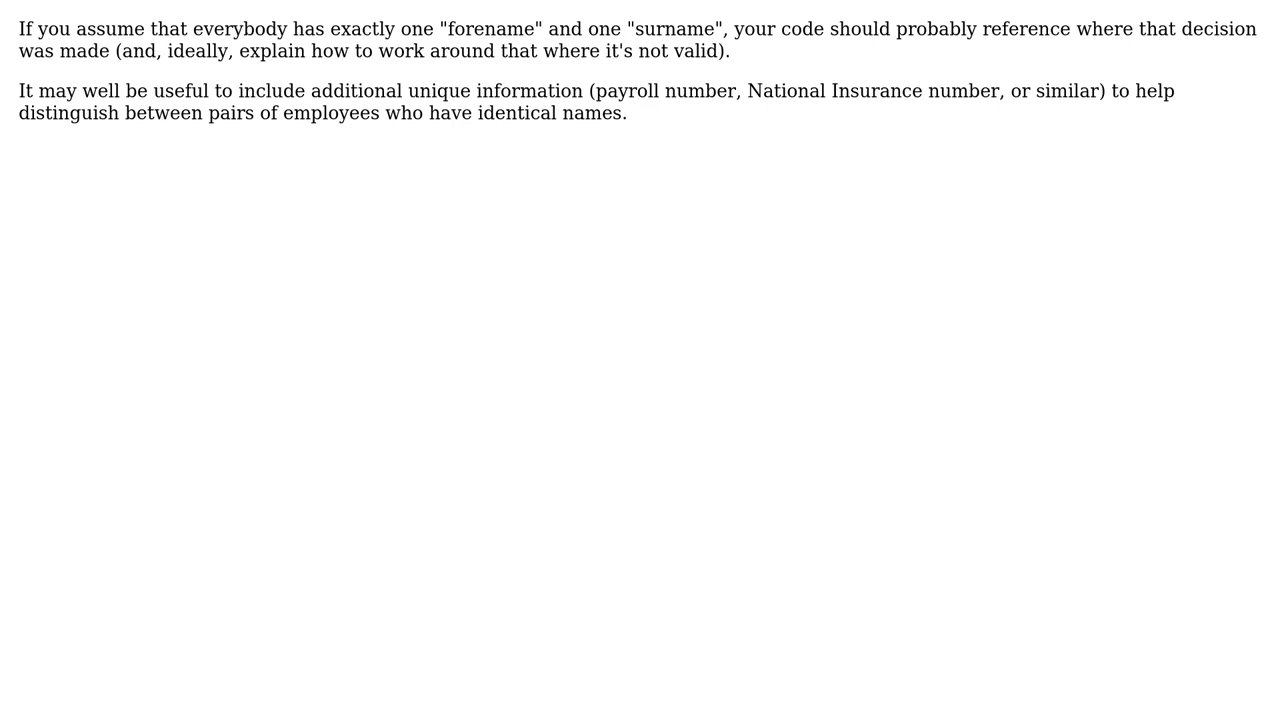 If you assume that everybody has exactly one "forename" and one "surname", your code should probably reference where that decision
was made (and, ideally, explain how to work around that where it's not valid).
It may well be useful to include additional unique information (payroll number, National Insurance number, or similar) to help
distinguish between pairs of employees who have identical names.